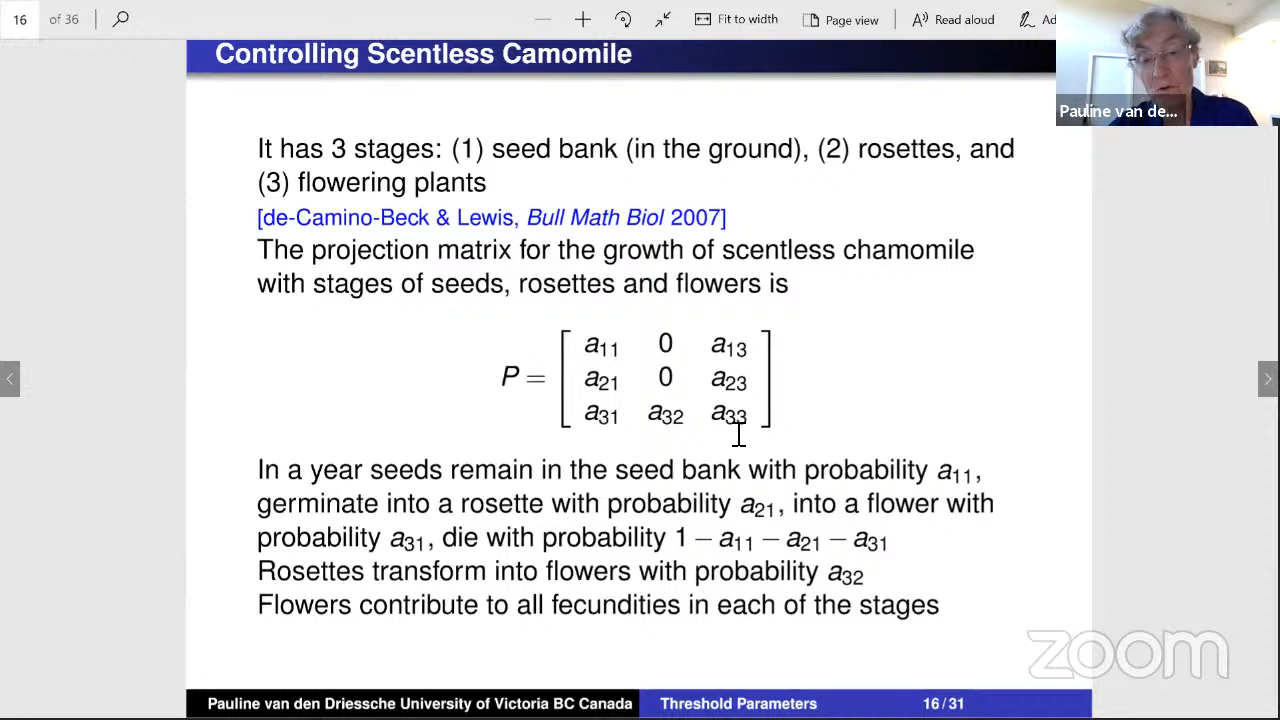 16 of 36 Fit to width Page view Read aloud Ad
Controlling Scentless Camomile
Pauline van de...
It has 3 stages: (1) seed bank (in the ground), (2) rosettes, and
(3) flowering plants
[de-Camino-Beck & Lewis, Bull Math Biol 2007]
The projection matrix for the growth of scentless chamomile
with stages of seeds, rosettes and flowers is
a11 0 a13
P = a21 0 a23
a31 a32 a33
In a year seeds remain in the seed bank with probability a11,
germinate into a rosette with probability a21, into a flower with
probability a31, die with probability 1 − a11 − a21 − a31
Rosettes transform into flowers with probability a32
Flowers contribute to all fecundities in each of the stages
zoom
Pauline van den Driessche University of Victoria BC Canada Threshold Parameters 16 / 31